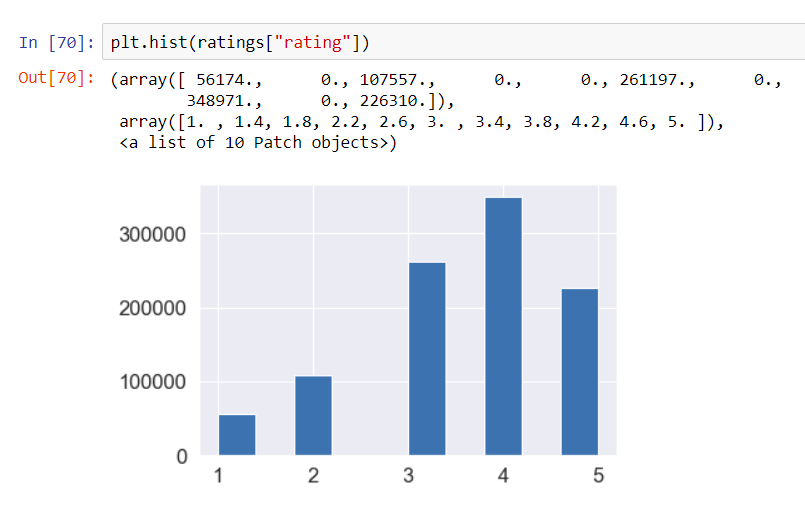 In [70]: plt.hist(ratings["rating"])
Out[70]: (array([ 56174., 0., 107557., 0., 0., 261197., 0.,
348971., 0., 226310.]),
array([1. , 1.4, 1.8, 2.2, 2.6, 3. , 3.4, 3.8, 4.2, 4.6, 5. ]),
<a list of 10 Patch objects>)
300000
200000
100000
0
1 2 3 4 5